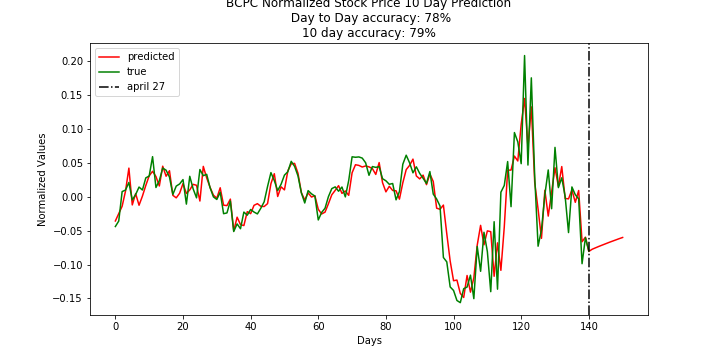 BCPC Normalized Stock Price 10 Day Prediction
Day to Day accuracy: 78%
10 day accuracy: 79%
predicted
true
april 27
Normalized Values
0.20
0.15
0.10
0.05
0.00
−0.05
−0.10
−0.15
0 20 40 60 80 100 120 140
Days